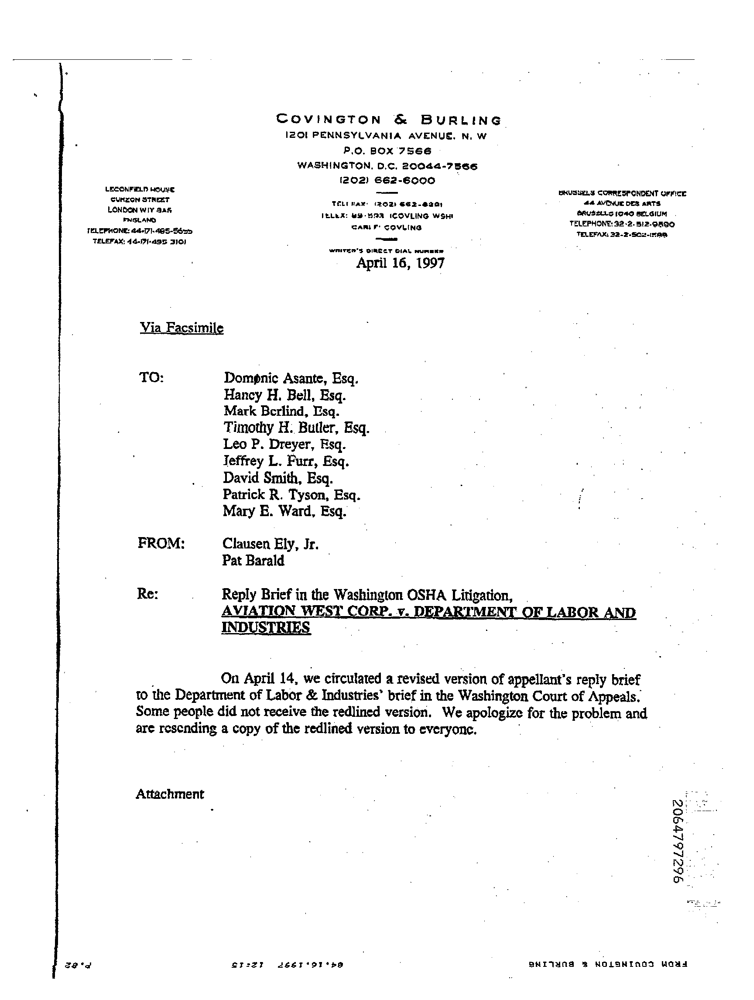 COVINGTON & BURLING
1201 PENNSYLVANIA AVENUE, N. W
P.O. BOX 7566
WASHINGTON, D.C. 20044-7566
(202) 662-6000
LECONFIELD HOUSE
CURZON STREET
LONDON W1Y 8AS
ENGLAND
TELEPHONE: 44-171-495-5655
TELEFAX: 44-171-495 3101
TELEFAX: (202) 662-6291
TELEX: 89-593 (COVLING WSH)
CABLE: COVLING
WRITER'S DIRECT DIAL NUMBER
BRUSSELS CORRESPONDENT OFFICE
44 AVENUE DES ARTS
BRUSSELS 1040 BELGIUM
TELEPHONE: 32-2-512-9890
TELEFAX: 32-2-502-1598
April 16, 1997
Via Facsimile
TO: Domonic Asante, Esq.
Hancy H. Bell, Esq.
Mark Berlind, Esq.
Timothy H. Butler, Esq.
Leo P. Dreyer, Esq.
Jeffrey L. Furr, Esq.
David Smith, Esq.
Patrick R. Tyson, Esq.
Mary E. Ward, Esq.
FROM: Clausen Ely, Jr.
Pat Barald
Re: Reply Brief in the Washington OSHA Litigation,
AVIATION WEST CORP. v. DEPARTMENT OF LABOR AND
INDUSTRIES
On April 14, we circulated a revised version of appellant's reply brief
to the Department of Labor & Industries' brief in the Washington Court of Appeals.
Some people did not receive the redlined version. We apologize for the problem and
are resending a copy of the redlined version to everyone.
Attachment
2064797296
FROM COVINGTON & BURLING 04.16.1997 12:15 P.02